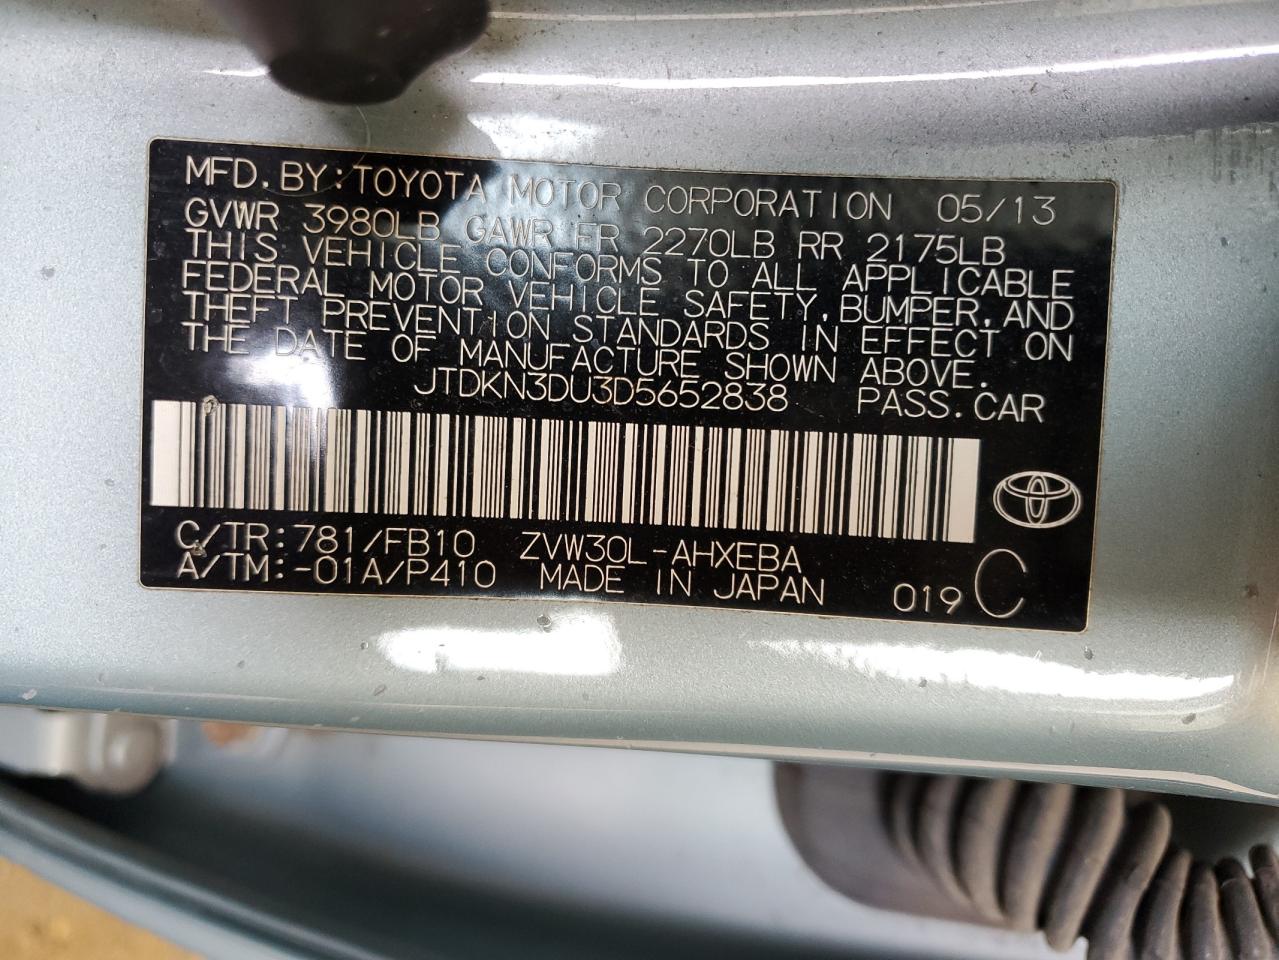 MFD.BY:TOYOTA MOTOR CORPORATION 05/13
GVWR 3980LB GAWR FR 2270LB RR 2175LB
THIS VEHICLE CONFORMS TO ALL APPLICABLE
FEDERAL MOTOR VEHICLE SAFETY,BUMPER,AND
THEFT PREVENTION STANDARDS IN EFFECT ON
THE DATE OF MANUFACTURE SHOWN ABOVE.
JTDKN3DU3D5652838 PASS.CAR
C/TR:781/FB10 ZVW30L-AHXEBA
A/TM:-01A/P410 MADE IN JAPAN 019 C